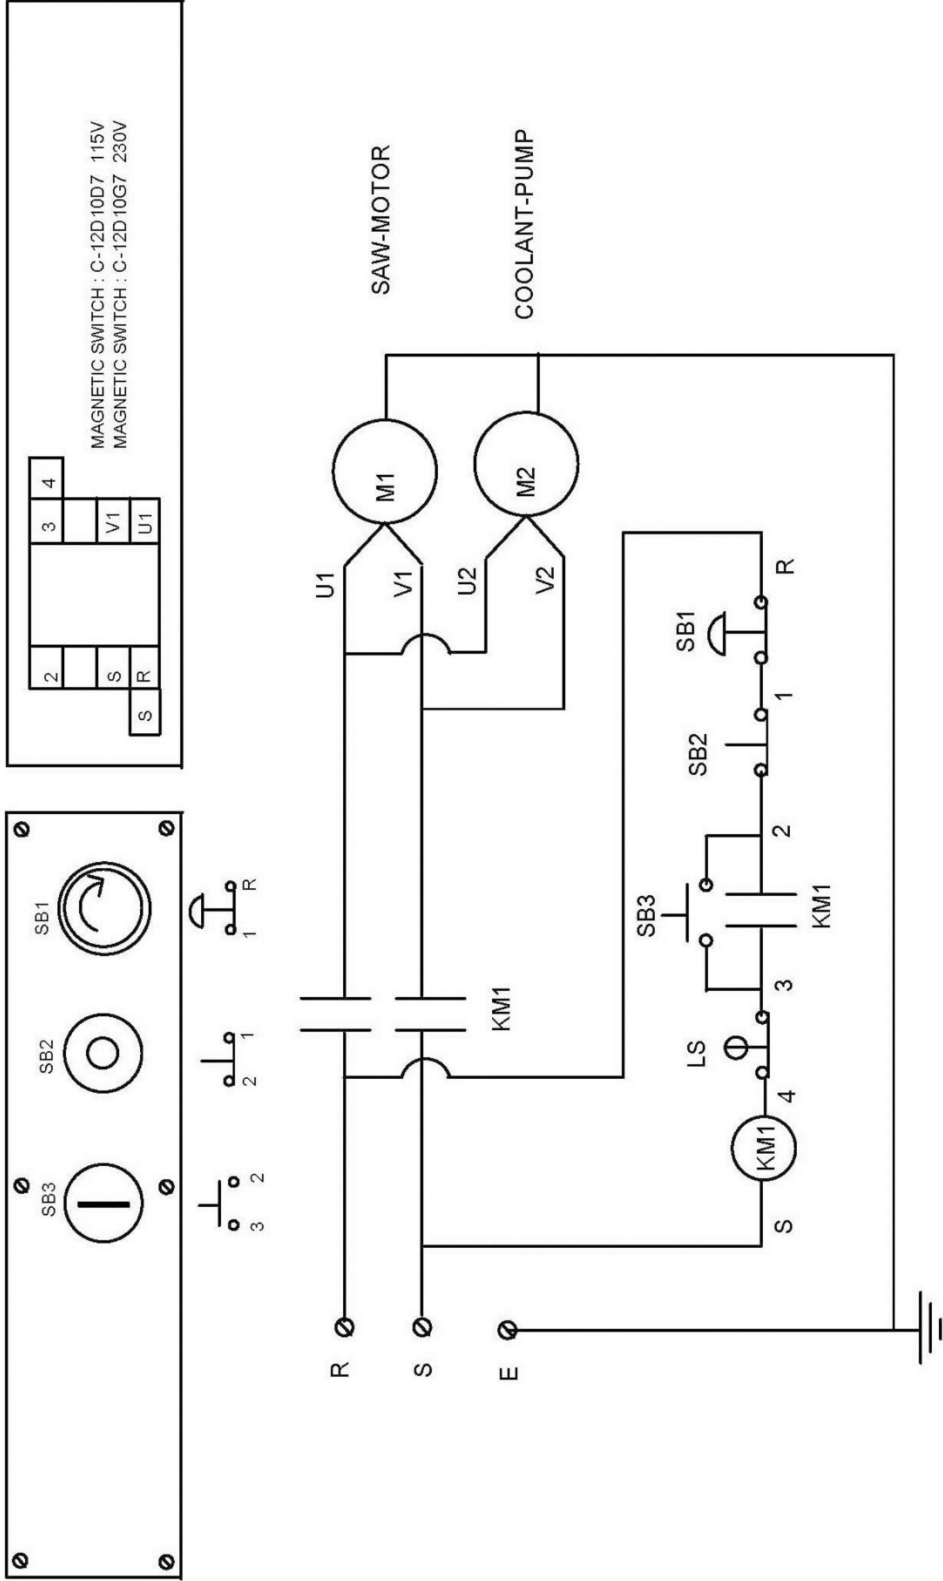 SB3
SB2
SB1
3 2
2 1
1 R
S
2
S
R
3
4
V1
U1
MAGNETIC SWITCH : C-12D10D7 115V
MAGNETIC SWITCH : C-12D10G7 230V
R
S
E
KM1
U1
V1
U2
V2
M1
M2
SAW-MOTOR
COOLANT-PUMP
S
KM1
4
LS
3
SB3
KM1
2
SB2
1
SB1
R